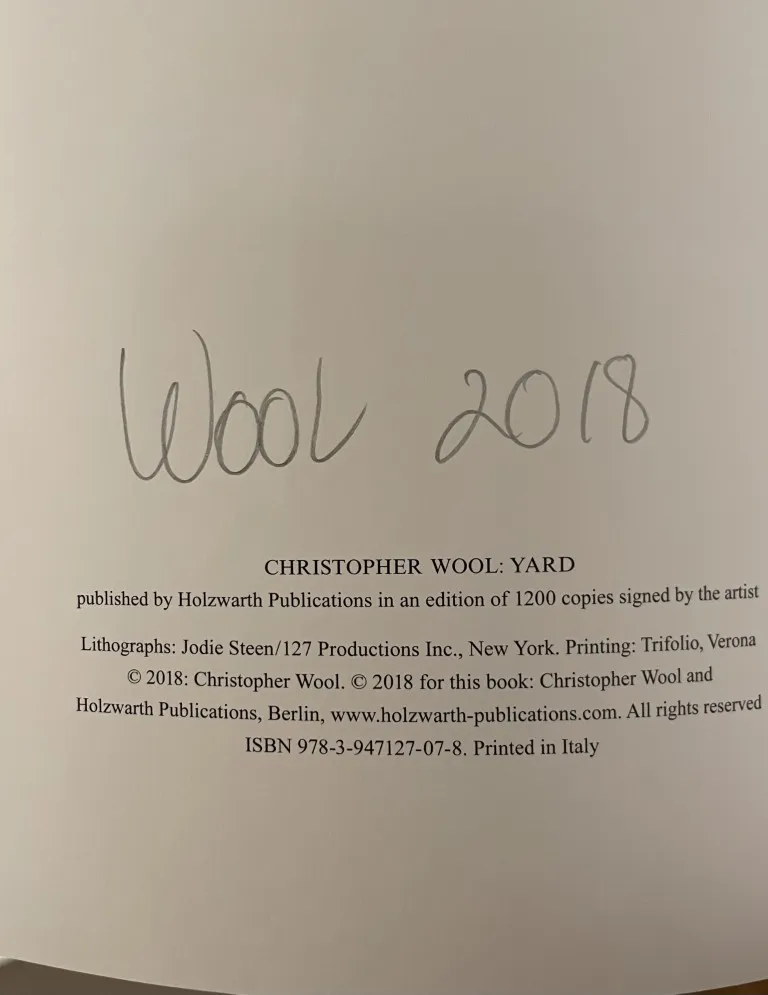 Wool 2018
CHRISTOPHER WOOL: YARD
published by Holzwarth Publications in an edition of 1200 copies signed by the artist
Lithographs: Jodie Steen/127 Productions Inc., New York. Printing: Trifolio, Verona
© 2018: Christopher Wool. © 2018 for this book: Christopher Wool and
Holzwarth Publications, Berlin, www.holzwarth-publications.com. All rights reserved
ISBN 978-3-947127-07-8. Printed in Italy